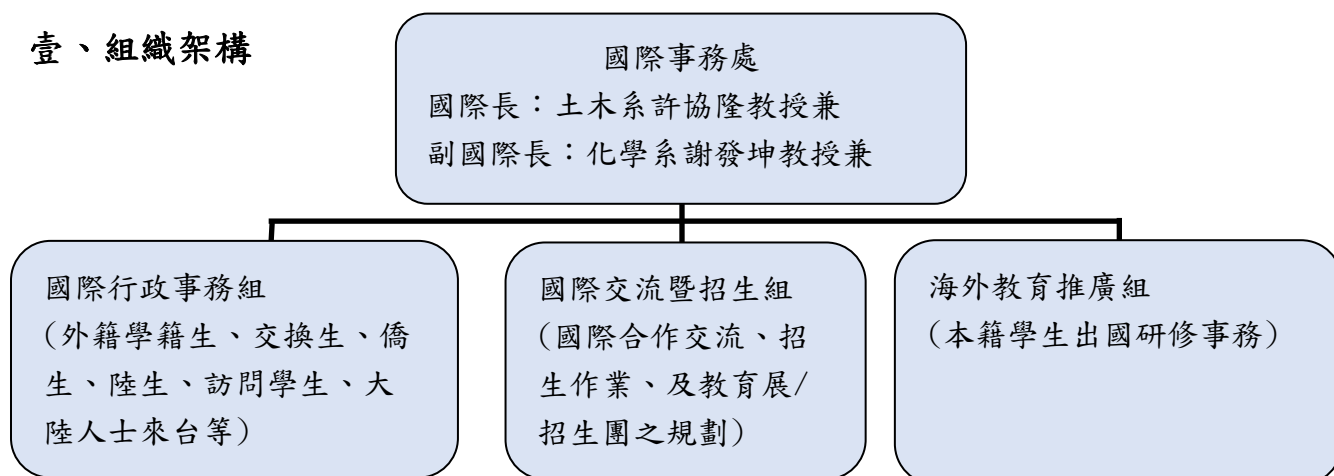 壹、組織架構
國際事務處
國際長：土木系許協隆教授兼
副國際長：化學系謝發坤教授兼
國際行政事務組
(外籍學籍生、交換生、僑
生、陸生、訪問學生、大
陸人士來台等)
國際交流暨招生組
(國際合作交流、招
生作業、及教育展/
招生團之規劃)
海外教育推廣組
(本籍學生出國研修事務)